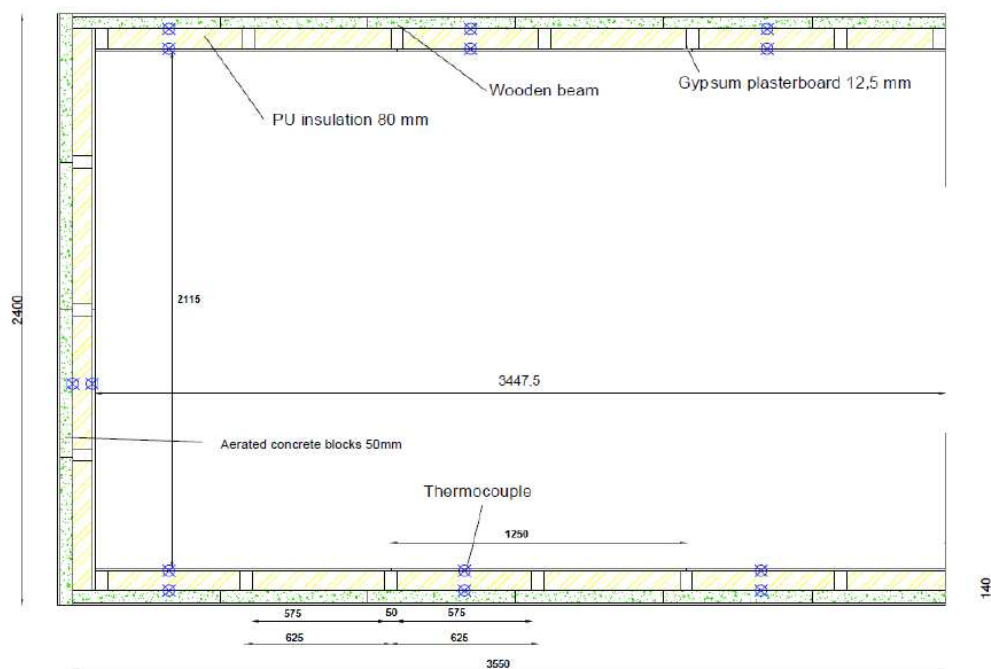 Wooden beam
Gypsum plasterboard 12,5 mm
PU insulation 80 mm
2115
2400
3447,5
Aerated concrete blocks 50mm
Thermocouple
1250
140
575 50 575
625 625
3550